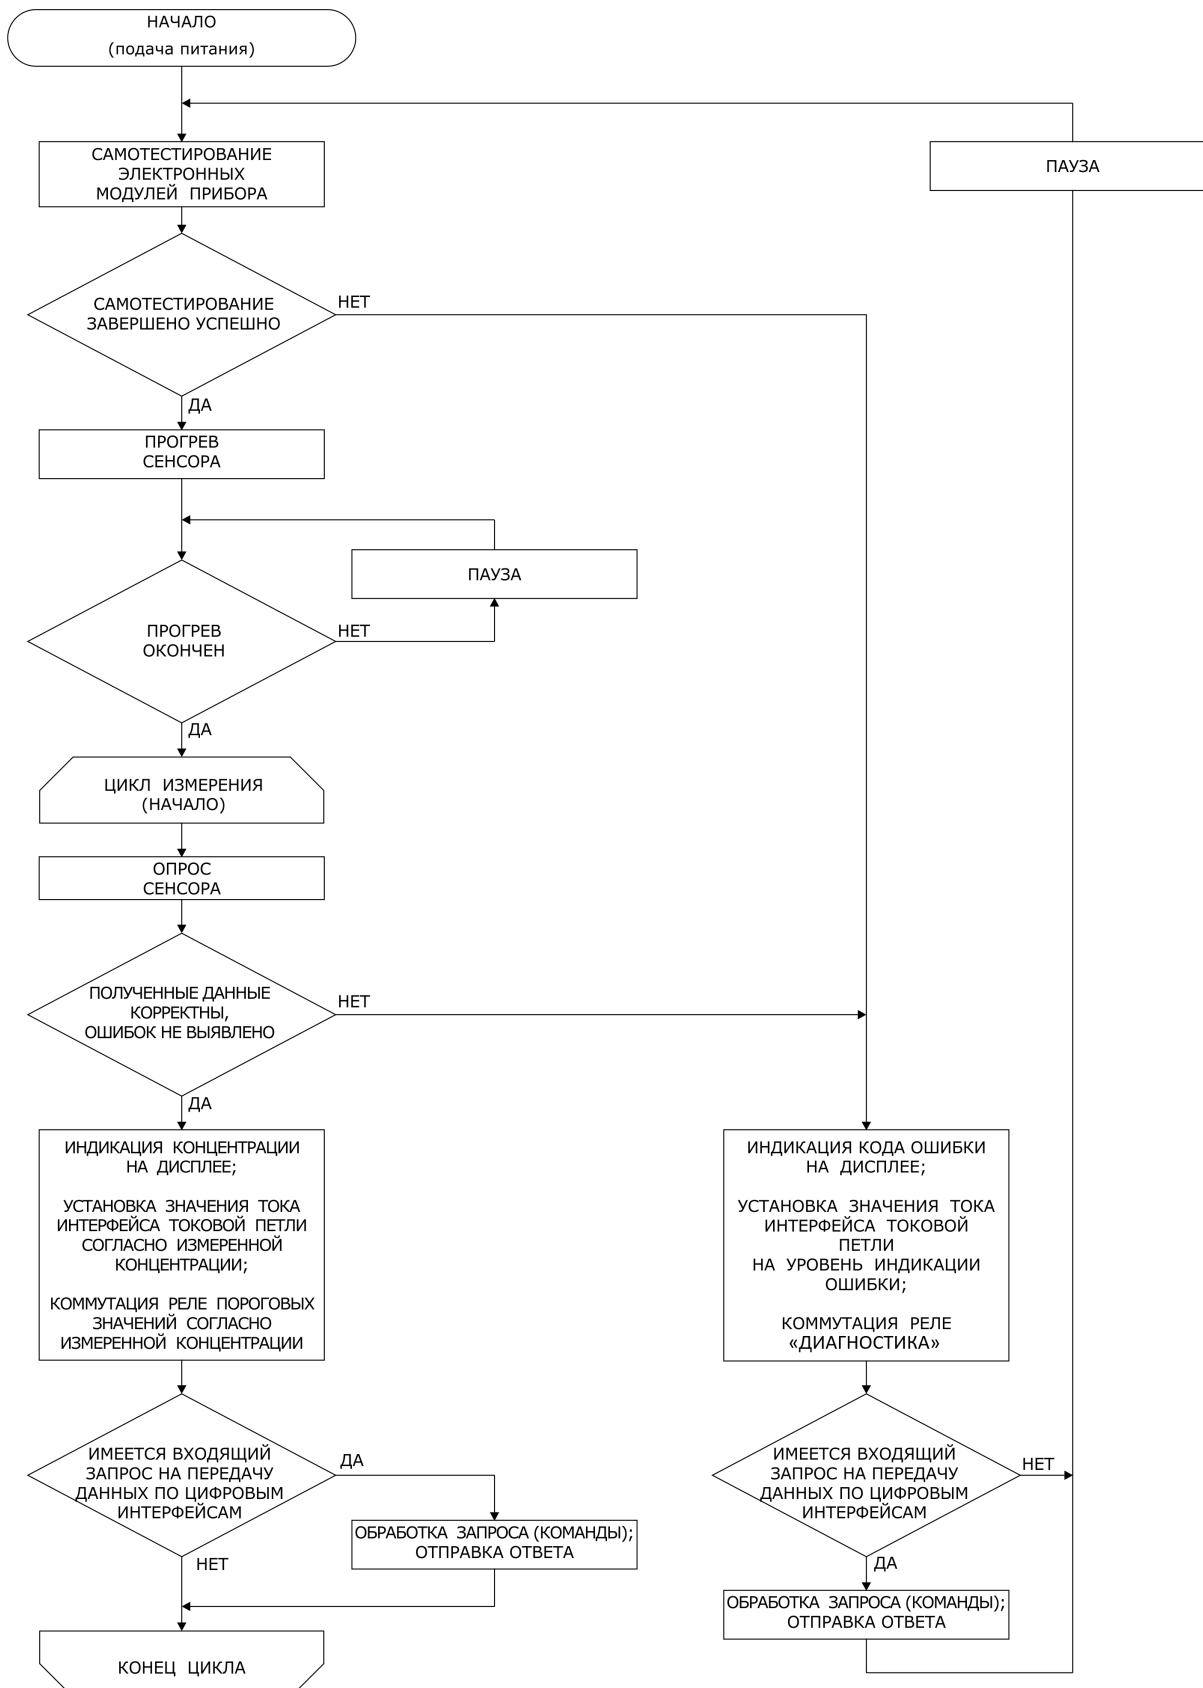 НАЧАЛО
(подача питания)
САМОТЕСТИРОВАНИЕ
ЭЛЕКТРОННЫХ
МОДУЛЕЙ ПРИБОРА
ПАУЗА
САМОТЕСТИРОВАНИЕ
ЗАВЕРШЕНО УСПЕШНО
НЕТ
ДА
ПРОГРЕВ
СЕНСОРА
ПАУЗА
ПРОГРЕВ
ОКОНЧЕН
НЕТ
ДА
ЦИКЛ ИЗМЕРЕНИЯ
(НАЧАЛО)
ОПРОС
СЕНСОРА
ПОЛУЧЕННЫЕ ДАННЫЕ
КОРРЕКТНЫ,
ОШИБОК НЕ ВЫЯВЛЕНО
НЕТ
ДА
ИНДИКАЦИЯ КОНЦЕНТРАЦИИ
НА ДИСПЛЕЕ;
УСТАНОВКА ЗНАЧЕНИЯ ТОКА
ИНТЕРФЕЙСА ТОКОВОЙ ПЕТЛИ
СОГЛАСНО ИЗМЕРЕННОЙ
КОНЦЕНТРАЦИИ;
КОММУТАЦИЯ РЕЛЕ ПОРОГОВЫХ
ЗНАЧЕНИЙ СОГЛАСНО
ИЗМЕРЕННОЙ КОНЦЕНТРАЦИИ
ИНДИКАЦИЯ КОДА ОШИБКИ
НА ДИСПЛЕЕ;
УСТАНОВКА ЗНАЧЕНИЯ ТОКА
ИНТЕРФЕЙСА ТОКОВОЙ
ПЕТЛИ
НА УРОВЕНЬ ИНДИКАЦИИ
ОШИБКИ;
КОММУТАЦИЯ РЕЛЕ
«ДИАГНОСТИКА»
ИМЕЕТСЯ ВХОДЯЩИЙ
ЗАПРОС НА ПЕРЕДАЧУ
ДАННЫХ ПО ЦИФРОВЫМ
ИНТЕРФЕЙСАМ
ДА
ОБРАБОТКА ЗАПРОСА (КОМАНДЫ);
ОТПРАВКА ОТВЕТА
НЕТ
ИМЕЕТСЯ ВХОДЯЩИЙ
ЗАПРОС НА ПЕРЕДАЧУ
ДАННЫХ ПО ЦИФРОВЫМ
ИНТЕРФЕЙСАМ
НЕТ
ДА
ОБРАБОТКА ЗАПРОСА (КОМАНДЫ);
ОТПРАВКА ОТВЕТА
КОНЕЦ ЦИКЛА